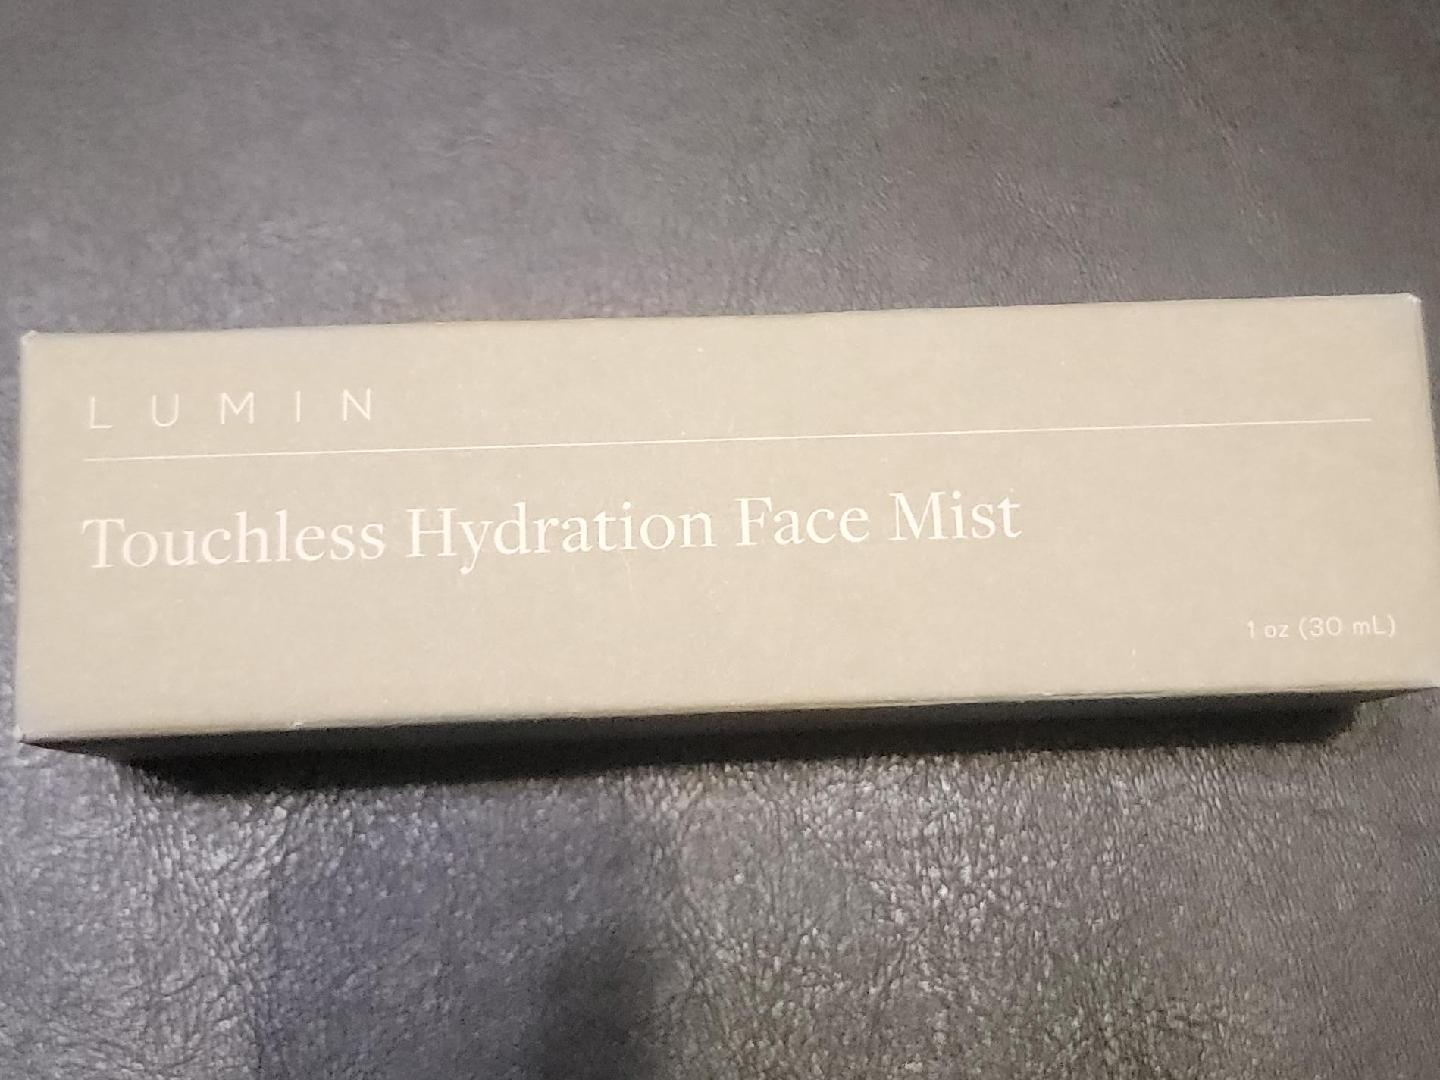 LUMIN
Touchless Hydration Face Mist
1 oz (30 mL)